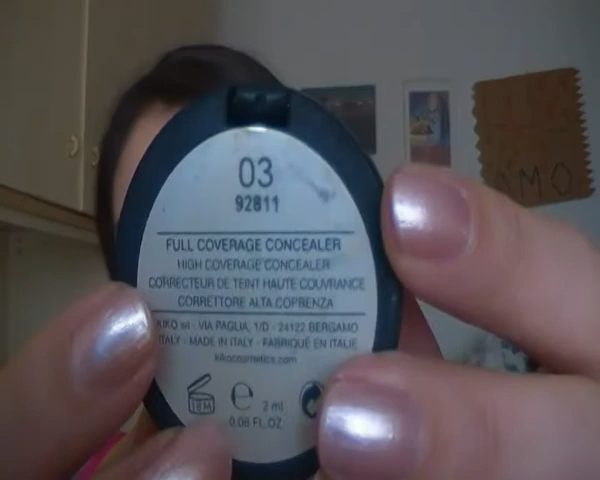 03
92811
FULL COVERAGE CONCEALER
HIGH COVERAGE CONCEALER
CORRECTEUR DE TEINT HAUTE COUVRANCE
CORRETTORE ALTA COPRENZA
KIKO srl - VIA PAGLIA, 1/D - 24122 BERGAMO
ITALY - MADE IN ITALY - FABRIQUÉ EN ITALIE
kikocosmetics.com
18M
e 2 ml
0.06 FL.OZ.
AMO